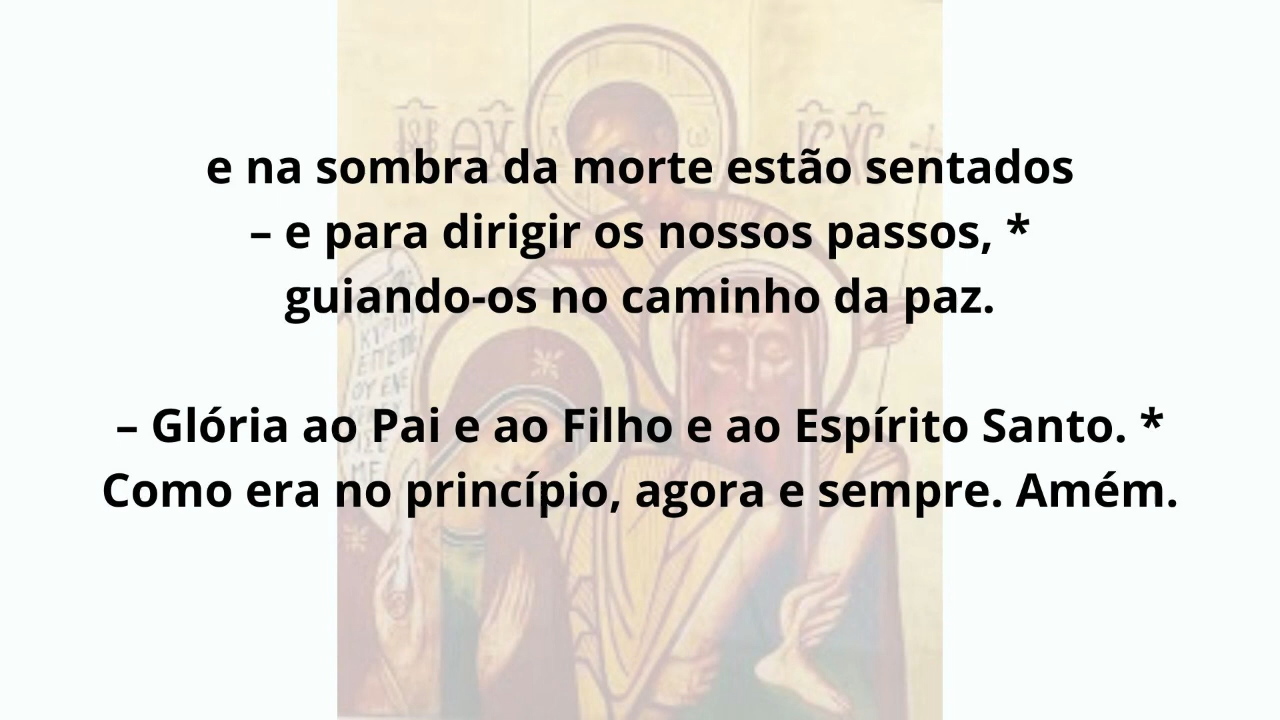 e na sombra da morte estão sentados
– e para dirigir os nossos passos, *
guiando-os no caminho da paz.
– Glória ao Pai e ao Filho e ao Espírito Santo. *
Como era no princípio, agora e sempre. Amém.